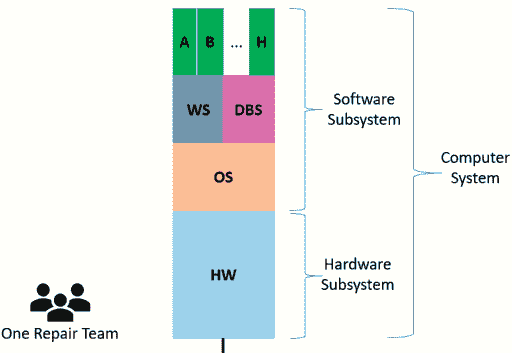 A B ... H
WS DBS
OS
HW
Software
Subsystem
Computer
System
Hardware
Subsystem
One Repair Team